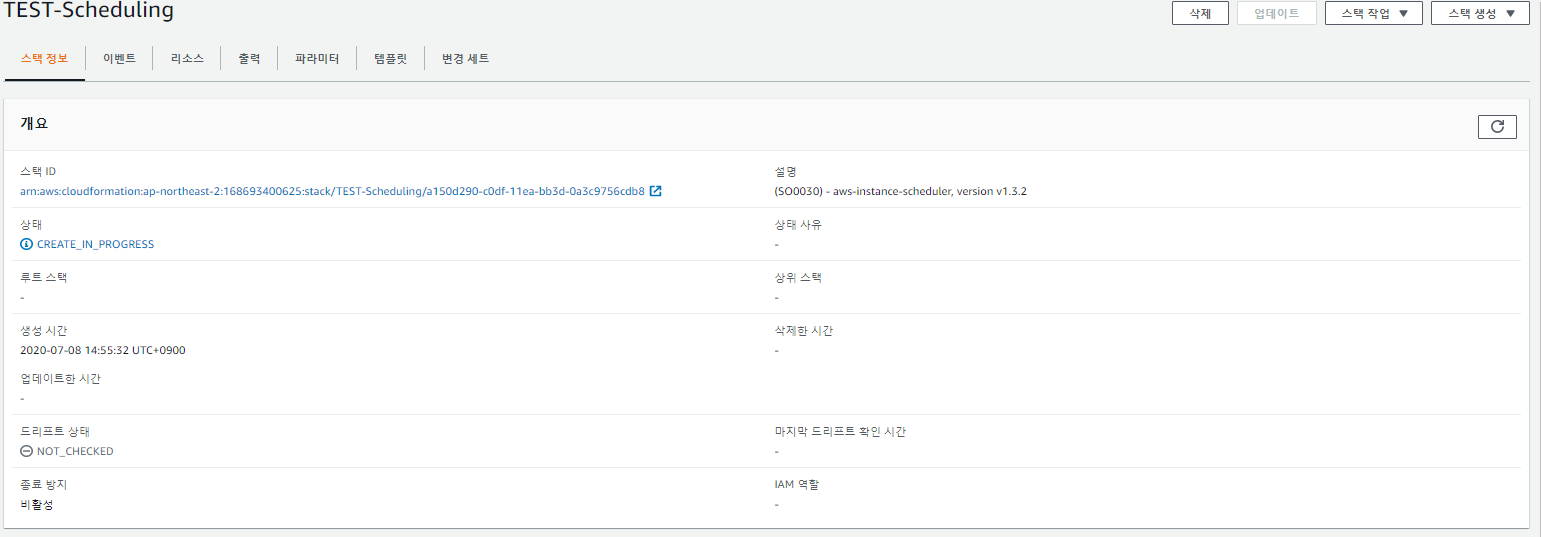 TEST-Scheduling
삭제 업데이트 스택 작업 ▼ 스택 생성 ▼
스택 정보 이벤트 리소스 출력 파라미터 템플릿 변경 세트
개요
스택 ID
arn:aws:cloudformation:ap-northeast-2:168693400625:stack/TEST-Scheduling/a150d290-c0df-11ea-bb3d-0a3c9756cdb8
설명
(SO0030) - aws-instance-scheduler, version v1.3.2
상태
CREATE_IN_PROGRESS
상태 사유
-
루트 스택
-
상위 스택
-
생성 시간
2020-07-08 14:55:32 UTC+0900
삭제한 시간
-
업데이트한 시간
-
드리프트 상태
NOT_CHECKED
마지막 드리프트 확인 시간
-
종료 방지
비활성
IAM 역할
-